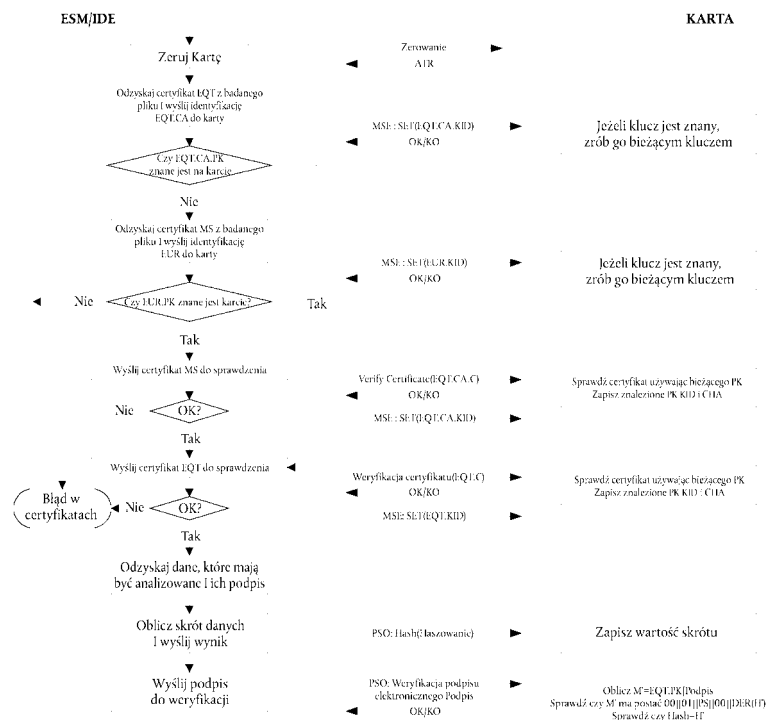 ESM/IDE
KARTA
Zeruj Kartę
Zerowanie
ATR
Odzyskaj certyfikat EQT z badanego
pliku I wyślij identyfikację
EQT.CA do karty
MSE : SET(EQT.CA.KID)
OK/KO
Jeżeli klucz jest znany,
zrób go bieżącym kluczem
Czy EQT.CA.PK
znane jest na karcie
Tak
Nie
Odzyskaj certyfikat MS z badanego
pliku I wyślij identyfikację
EUR do karty
MSE : SET(EUR.KID)
OK/KO
Jeżeli klucz jest znany,
zrób go bieżącym kluczem
Nie
Czy EUR.PK znane jest karcie?
Tak
Wyślij certyfikat MS do sprawdzenia
Verify Certificate(EQT.CA.C)
OK/KO
Sprawdź certyfikat używając bieżącego PK
Zapisz znalezione PK KID i CHA
Nie
OK?
MSE : SET(EQT.CA.KID)
Tak
Wyślij certyfikat EQT do sprawdzenia
Weryfikacja certyfikatu(EQT.C)
OK/KO
Sprawdź certyfikat używając bieżącego PK
Zapisz znalezione PK KID i CHA
Błąd w
certyfikatach
Nie
OK?
MSE: SET(EQT.KID)
Tak
Odzyskaj dane, które mają
być analizowane I ich podpis
Oblicz skrót danych
I wyślij wynik
PSO: Hash(Haszowanie)
Zapisz wartość skrótu
Wyślij podpis
do weryfikacji
PSO: Weryfikacja podpisu
elektronicznego Podpis
OK/KO
Oblicz M'=EQT.PK[Podpis
Sprawdź czy M' ma postać 00||01||PS||00||DER(H')
Sprawdź czy Hash=H'